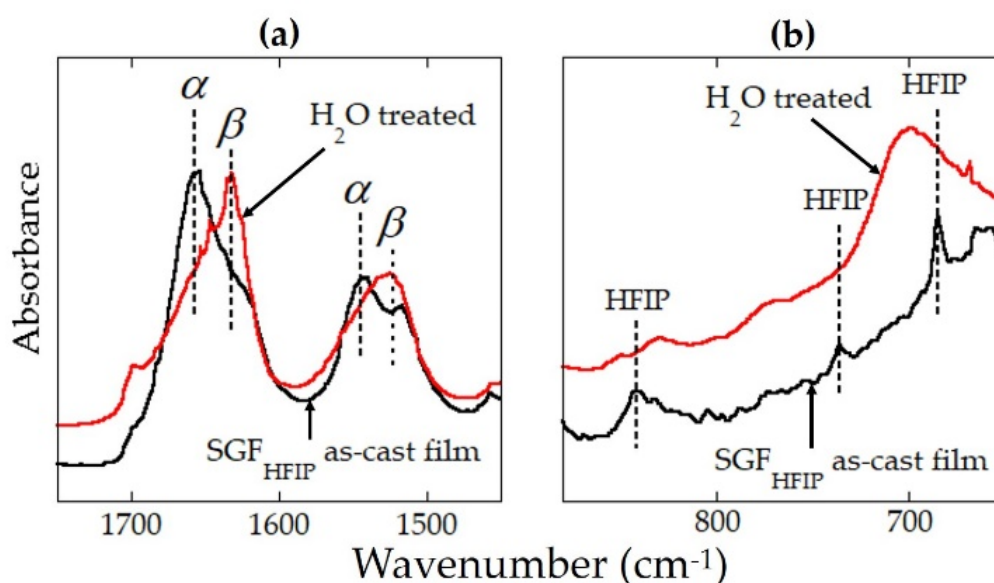 (a)
(b)
α
β
H2O treated
α
β
SGFHFIP as-cast film
1700
1600
1500
HFIP
H2O treated
HFIP
HFIP
SGFHFIP as-cast film
800
700
Absorbance
Wavenumber (cm-1)